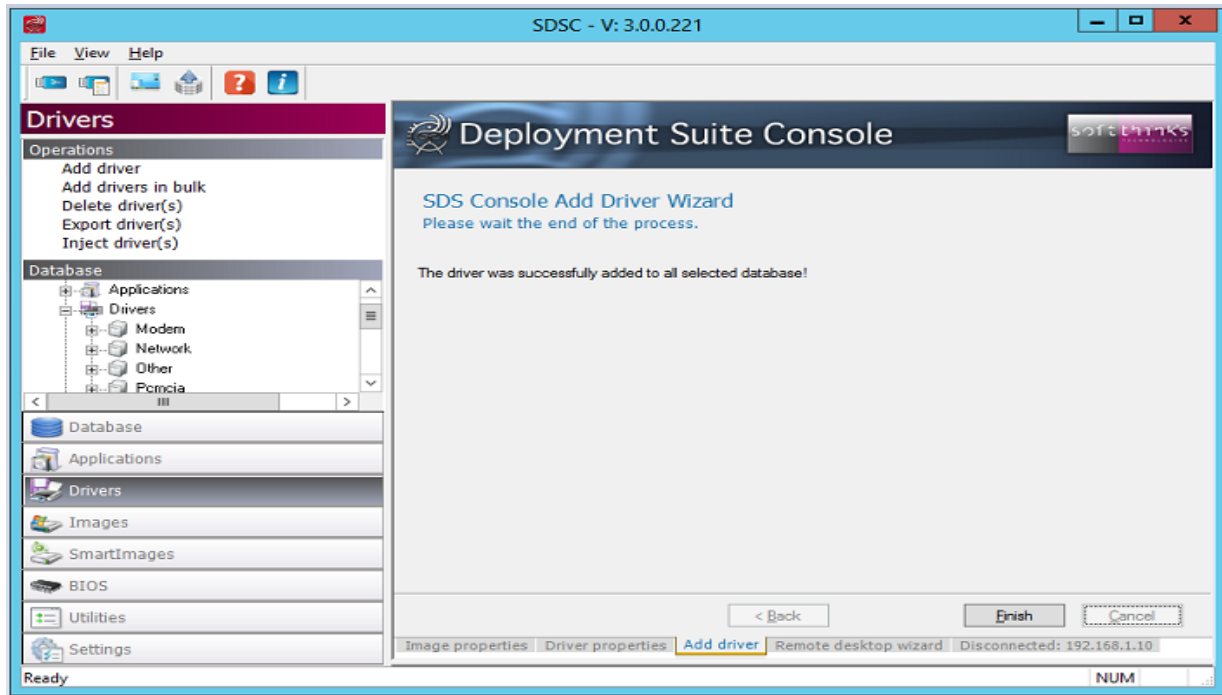 SDSC - V: 3.0.0.221
File View Help
Drivers
Operations
Add driver
Add drivers in bulk
Delete driver(s)
Export driver(s)
Inject driver(s)
Database
Applications
Drivers
Modem
Network
Other
Pcmcia
Database
Applications
Drivers
Images
SmartImages
BIOS
Utilities
Settings
Deployment Suite Console
softthinks
SDS Console Add Driver Wizard
Please wait the end of the process.
The driver was successfully added to all selected database!
< Back Finish Cancel
Image properties Driver properties Add driver Remote desktop wizard Disconnected: 192.168.1.10
Ready NUM